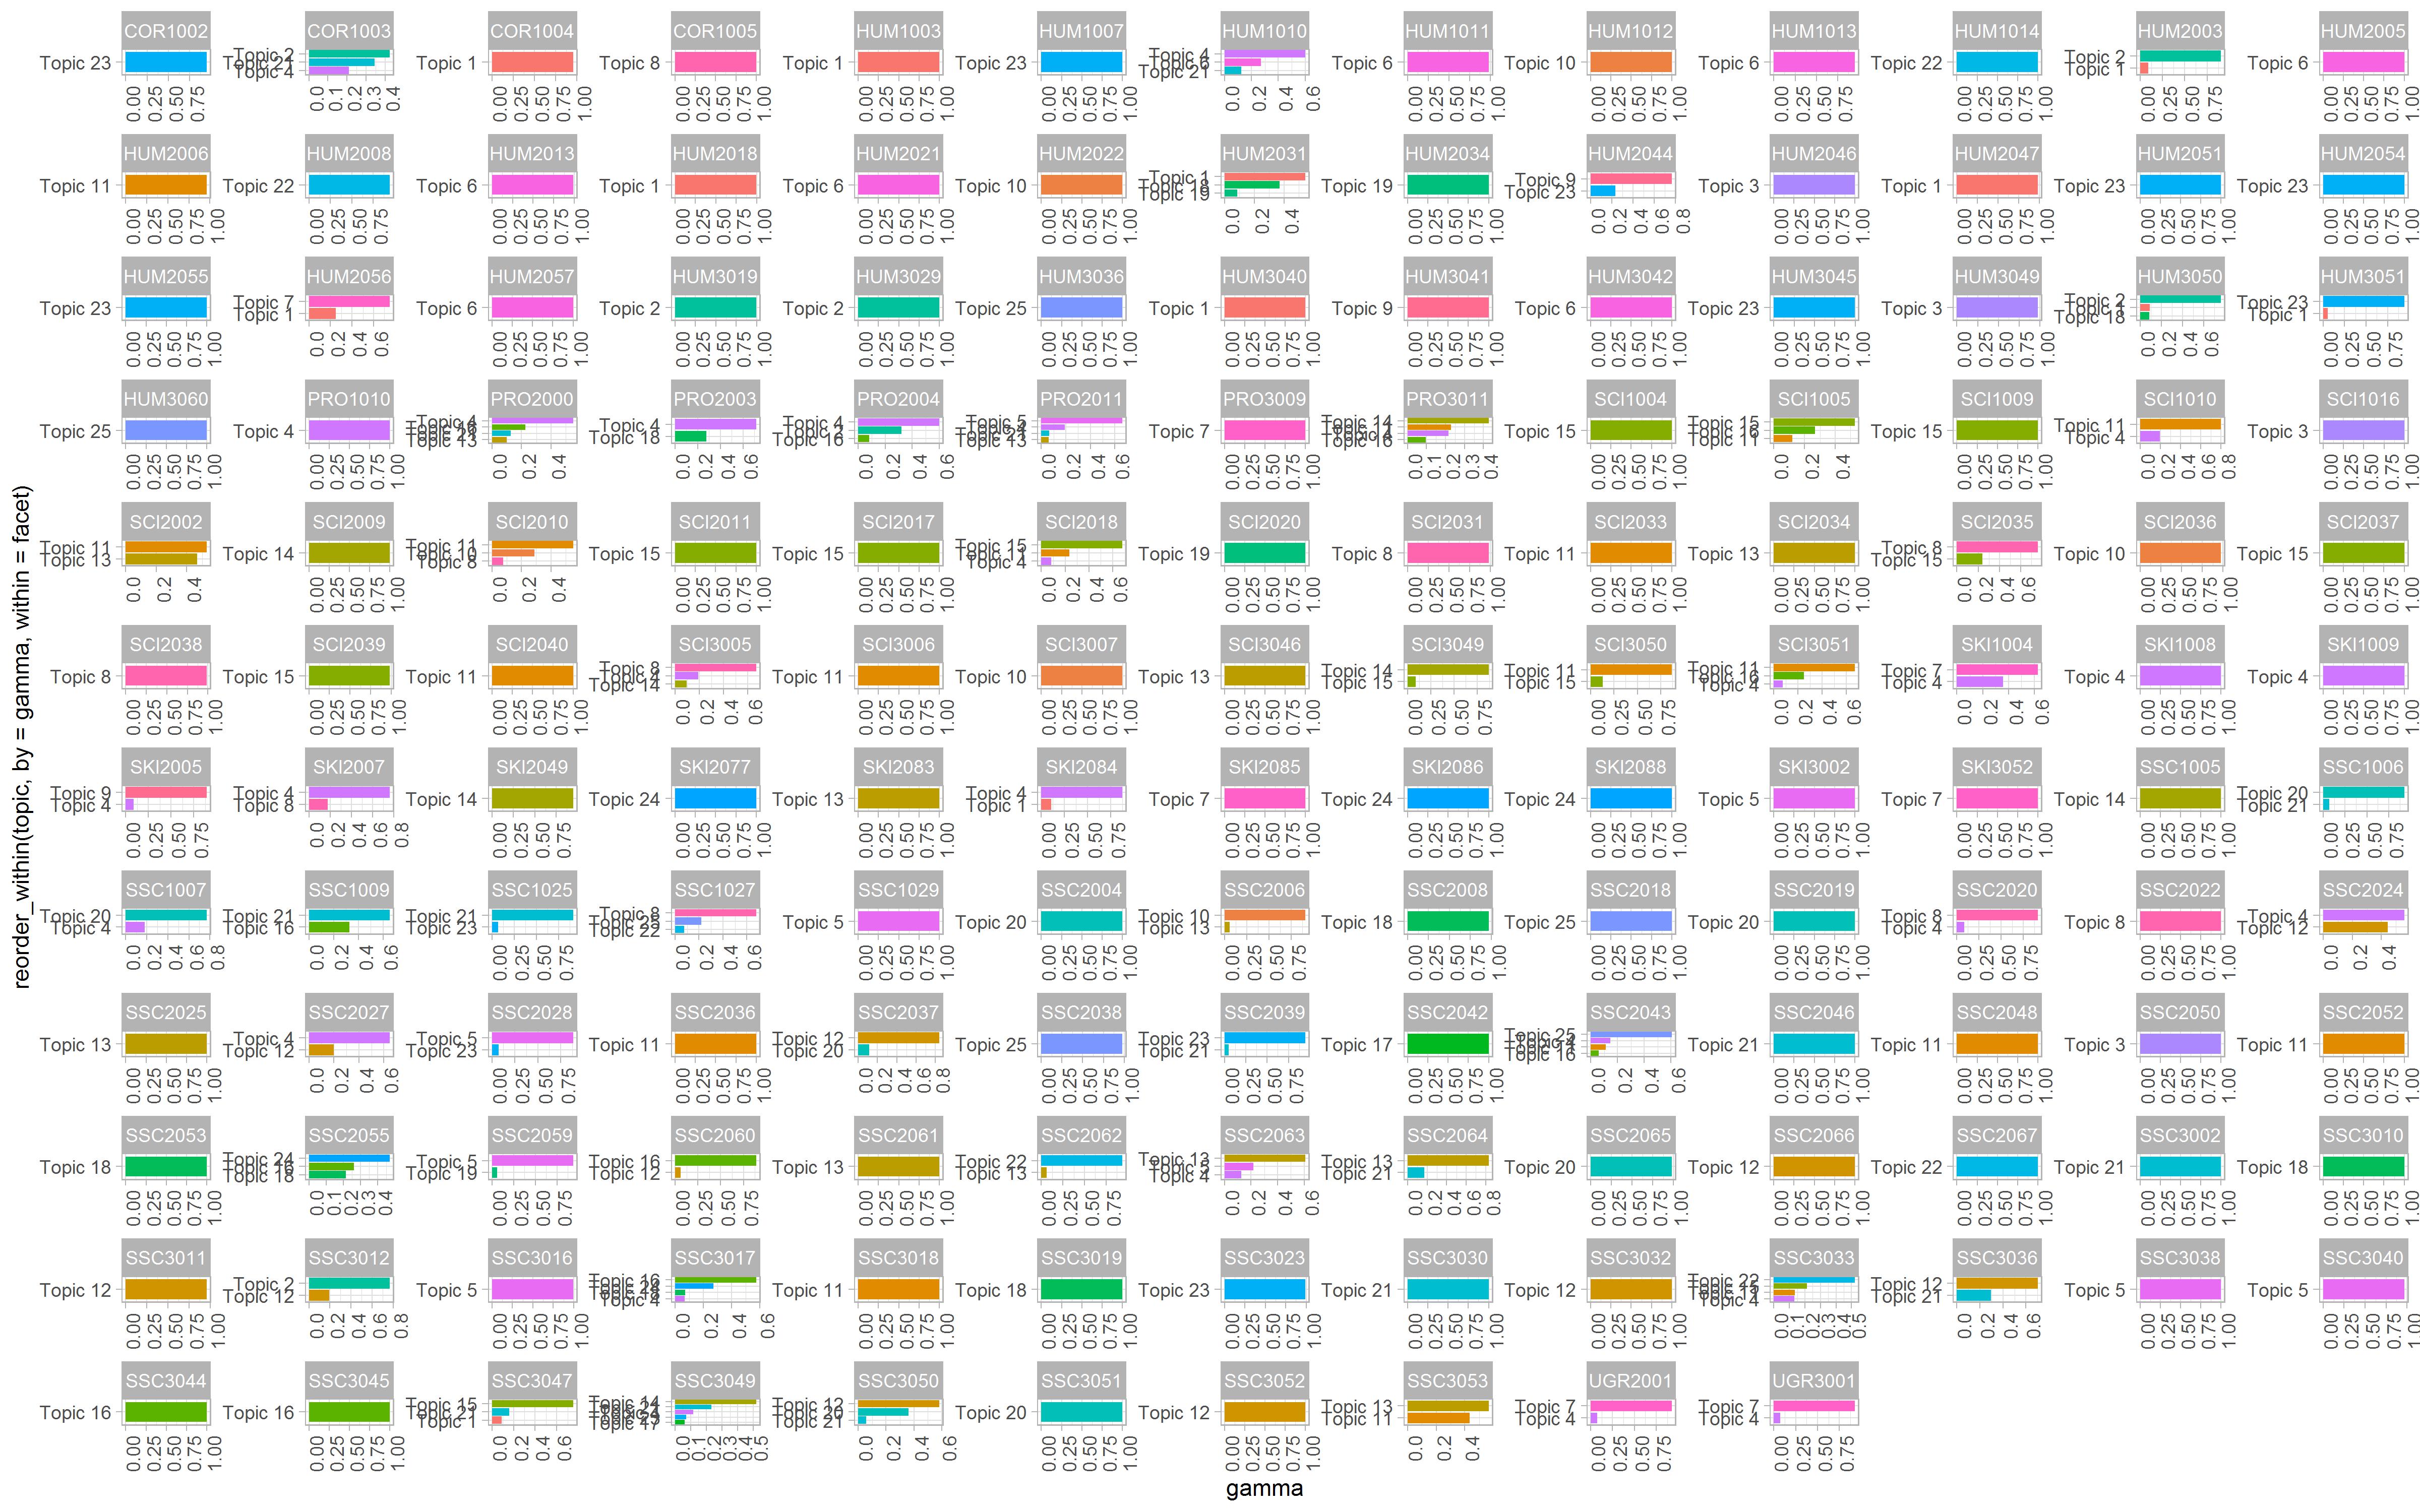 COR1002 COR1003 COR1004 COR1005 HUM1003 HUM1007 HUM1010 HUM1011 HUM1012 HUM1013 HUM1014 HUM2003 HUM2005
Topic 23 Topic 2 Topic 21 Topic 4 Topic 1 Topic 8 Topic 1 Topic 23 Topic 4 Topic 6 Topic 21 Topic 6 Topic 10 Topic 6 Topic 22 Topic 2 Topic 1 Topic 6
0.00 0.25 0.50 0.75 0.0 0.1 0.2 0.3 0.4 0.00 0.25 0.50 0.75 1.00 0.00 0.25 0.50 0.75 1.00 0.00 0.25 0.50 0.75 1.00 0.00 0.25 0.50 0.75 0.0 0.2 0.4 0.6 0.00 0.25 0.50 0.75 1.00 0.00 0.25 0.50 0.75 1.00 0.00 0.25 0.50 0.75 0.00 0.25 0.50 0.75 1.00 0.00 0.25 0.50 0.75 0.00 0.25 0.50 0.75 1.00
HUM2006 HUM2008 HUM2013 HUM2018 HUM2021 HUM2022 HUM2031 HUM2034 HUM2044 HUM2046 HUM2047 HUM2051 HUM2054
Topic 11 Topic 22 Topic 6 Topic 1 Topic 6 Topic 10 Topic 1 Topic 18 Topic 19 Topic 19 Topic 9 Topic 23 Topic 3 Topic 1 Topic 23 Topic 23
0.00 0.25 0.50 0.75 1.00 0.00 0.25 0.50 0.75 0.00 0.25 0.50 0.75 1.00 0.00 0.25 0.50 0.75 1.00 0.00 0.25 0.50 0.75 1.00 0.00 0.25 0.50 0.75 1.00 0.0 0.2 0.4 0.00 0.25 0.50 0.75 1.00 0.0 0.2 0.4 0.6 0.8 0.00 0.25 0.50 0.75 1.00 0.00 0.25 0.50 0.75 1.00 0.00 0.25 0.50 0.75 1.00 0.00 0.25 0.50 0.75 1.00
HUM2055 HUM2056 HUM2057 HUM3019 HUM3029 HUM3036 HUM3040 HUM3041 HUM3042 HUM3045 HUM3049 HUM3050 HUM3051
Topic 23 Topic 7 Topic 1 Topic 6 Topic 2 Topic 2 Topic 25 Topic 1 Topic 9 Topic 6 Topic 23 Topic 3 Topic 2 Topic 1 Topic 18 Topic 23 Topic 1
0.00 0.25 0.50 0.75 1.00 0.0 0.2 0.4 0.6 0.00 0.25 0.50 0.75 1.00 0.00 0.25 0.50 0.75 1.00 0.00 0.25 0.50 0.75 1.00 0.00 0.25 0.50 0.75 1.00 0.00 0.25 0.50 0.75 1.00 0.00 0.25 0.50 0.75 1.00 0.00 0.25 0.50 0.75 1.00 0.00 0.25 0.50 0.75 1.00 0.00 0.25 0.50 0.75 1.00 0.0 0.2 0.4 0.6 0.00 0.25 0.50 0.75
HUM3060 PRO1010 PRO2000 PRO2003 PRO2004 PRO2011 PRO3009 PRO3011 SCI1004 SCI1005 SCI1009 SCI1010 SCI1016
Topic 25 Topic 4 Topic 4 Topic 13 Topic 4 Topic 18 Topic 4 Topic 16 Topic 5 Topic 13 Topic 7 Topic 14 Topic 16 Topic 15 Topic 15 Topic 16 Topic 11 Topic 15 Topic 11 Topic 4 Topic 3
0.00 0.25 0.50 0.75 1.00 0.00 0.25 0.50 0.75 1.00 0.0 0.2 0.4 0.0 0.2 0.4 0.6 0.0 0.2 0.4 0.6 0.0 0.2 0.4 0.6 0.00 0.25 0.50 0.75 1.00 0.0 0.1 0.2 0.3 0.4 0.00 0.25 0.50 0.75 1.00 0.0 0.2 0.4 0.00 0.25 0.50 0.75 1.00 0.0 0.2 0.4 0.6 0.8 0.00 0.25 0.50 0.75 1.00
reorder_within(topic, by = gamma, within = facet)
SCI2002 SCI2009 SCI2010 SCI2011 SCI2017 SCI2018 SCI2020 SCI2031 SCI2033 SCI2034 SCI2035 SCI2036 SCI2037
Topic 11 Topic 13 Topic 14 Topic 11 Topic 10 Topic 8 Topic 15 Topic 15 Topic 15 Topic 11 Topic 4 Topic 19 Topic 8 Topic 11 Topic 13 Topic 8 Topic 15 Topic 10 Topic 15
0.0 0.2 0.4 0.00 0.25 0.50 0.75 1.00 0.0 0.2 0.4 0.00 0.25 0.50 0.75 1.00 0.00 0.25 0.50 0.75 1.00 0.0 0.2 0.4 0.6 0.00 0.25 0.50 0.75 1.00 0.00 0.25 0.50 0.75 1.00 0.00 0.25 0.50 0.75 1.00 0.00 0.25 0.50 0.75 1.00 0.0 0.2 0.4 0.6 0.00 0.25 0.50 0.75 1.00 0.00 0.25 0.50 0.75 1.00
SCI2038 SCI2039 SCI2040 SCI3005 SCI3006 SCI3007 SCI3046 SCI3049 SCI3050 SCI3051 SKI1004 SKI1008 SKI1009
Topic 8 Topic 15 Topic 11 Topic 8 Topic 4 Topic 14 Topic 11 Topic 10 Topic 13 Topic 14 Topic 15 Topic 11 Topic 15 Topic 11 Topic 16 Topic 4 Topic 7 Topic 4 Topic 4 Topic 4
0.00 0.25 0.50 0.75 1.00 0.00 0.25 0.50 0.75 1.00 0.00 0.25 0.50 0.75 1.00 0.0 0.2 0.4 0.6 0.00 0.25 0.50 0.75 1.00 0.00 0.25 0.50 0.75 1.00 0.00 0.25 0.50 0.75 1.00 0.00 0.25 0.50 0.75 0.00 0.25 0.50 0.75 0.0 0.2 0.4 0.6 0.0 0.2 0.4 0.6 0.00 0.25 0.50 0.75 1.00 0.00 0.25 0.50 0.75 1.00
SKI2005 SKI2007 SKI2049 SKI2077 SKI2083 SKI2084 SKI2085 SKI2086 SKI2088 SKI3002 SKI3052 SSC1005 SSC1006
Topic 9 Topic 4 Topic 4 Topic 8 Topic 14 Topic 24 Topic 13 Topic 4 Topic 1 Topic 7 Topic 24 Topic 24 Topic 5 Topic 7 Topic 14 Topic 20 Topic 21
0.00 0.25 0.50 0.75 0.0 0.2 0.4 0.6 0.8 0.00 0.25 0.50 0.75 1.00 0.00 0.25 0.50 0.75 1.00 0.00 0.25 0.50 0.75 1.00 0.00 0.25 0.50 0.75 0.00 0.25 0.50 0.75 1.00 0.00 0.25 0.50 0.75 1.00 0.00 0.25 0.50 0.75 1.00 0.00 0.25 0.50 0.75 1.00 0.00 0.25 0.50 0.75 1.00 0.00 0.25 0.50 0.75 1.00 0.00 0.25 0.50 0.75
SSC1007 SSC1009 SSC1025 SSC1027 SSC1029 SSC2004 SSC2006 SSC2008 SSC2018 SSC2019 SSC2020 SSC2022 SSC2024
Topic 20 Topic 4 Topic 21 Topic 16 Topic 21 Topic 23 Topic 8 Topic 25 Topic 22 Topic 5 Topic 20 Topic 10 Topic 13 Topic 18 Topic 25 Topic 20 Topic 8 Topic 4 Topic 8 Topic 4 Topic 12
0.0 0.2 0.4 0.6 0.8 0.0 0.2 0.4 0.6 0.00 0.25 0.50 0.75 0.0 0.2 0.4 0.6 0.00 0.25 0.50 0.75 1.00 0.00 0.25 0.50 0.75 1.00 0.00 0.25 0.50 0.75 0.00 0.25 0.50 0.75 1.00 0.00 0.25 0.50 0.75 1.00 0.00 0.25 0.50 0.75 1.00 0.00 0.25 0.50 0.75 0.00 0.25 0.50 0.75 1.00 0.0 0.2 0.4
SSC2025 SSC2027 SSC2028 SSC2036 SSC2037 SSC2038 SSC2039 SSC2042 SSC2043 SSC2046 SSC2048 SSC2050 SSC2052
Topic 13 Topic 4 Topic 12 Topic 5 Topic 23 Topic 11 Topic 12 Topic 20 Topic 25 Topic 23 Topic 21 Topic 17 Topic 25 Topic 16 Topic 21 Topic 11 Topic 3 Topic 11
0.00 0.25 0.50 0.75 1.00 0.0 0.2 0.4 0.6 0.00 0.25 0.50 0.75 0.00 0.25 0.50 0.75 1.00 0.0 0.2 0.4 0.6 0.8 0.00 0.25 0.50 0.75 1.00 0.00 0.25 0.50 0.75 0.00 0.25 0.50 0.75 1.00 0.0 0.2 0.4 0.6 0.00 0.25 0.50 0.75 1.00 0.00 0.25 0.50 0.75 1.00 0.00 0.25 0.50 0.75 1.00 0.00 0.25 0.50 0.75 1.00
SSC2053 SSC2055 SSC2059 SSC2060 SSC2061 SSC2062 SSC2063 SSC2064 SSC2065 SSC2066 SSC2067 SSC3002 SSC3010
Topic 18 Topic 24 Topic 16 Topic 18 Topic 5 Topic 19 Topic 16 Topic 12 Topic 13 Topic 22 Topic 13 Topic 13 Topic 5 Topic 4 Topic 13 Topic 21 Topic 20 Topic 12 Topic 22 Topic 21 Topic 18
0.00 0.25 0.50 0.75 1.00 0.0 0.1 0.2 0.3 0.4 0.00 0.25 0.50 0.75 0.00 0.25 0.50 0.75 0.00 0.25 0.50 0.75 1.00 0.00 0.25 0.50 0.75 0.0 0.2 0.4 0.6 0.0 0.2 0.4 0.6 0.8 0.00 0.25 0.50 0.75 1.00 0.00 0.25 0.50 0.75 1.00 0.00 0.25 0.50 0.75 1.00 0.00 0.25 0.50 0.75 1.00 0.00 0.25 0.50 0.75 1.00
SSC3011 SSC3012 SSC3016 SSC3017 SSC3018 SSC3019 SSC3023 SSC3030 SSC3032 SSC3033 SSC3036 SSC3038 SSC3040
Topic 12 Topic 2 Topic 12 Topic 5 Topic 16 Topic 4 Topic 11 Topic 18 Topic 23 Topic 21 Topic 12 Topic 22 Topic 4 Topic 12 Topic 21 Topic 5 Topic 5
0.00 0.25 0.50 0.75 1.00 0.0 0.2 0.4 0.6 0.8 0.00 0.25 0.50 0.75 1.00 0.0 0.2 0.4 0.6 0.00 0.25 0.50 0.75 1.00 0.00 0.25 0.50 0.75 1.00 0.00 0.25 0.50 0.75 1.00 0.00 0.25 0.50 0.75 1.00 0.00 0.25 0.50 0.75 1.00 0.0 0.1 0.2 0.3 0.4 0.5 0.0 0.2 0.4 0.6 0.00 0.25 0.50 0.75 1.00 0.00 0.25 0.50 0.75 1.00
SSC3044 SSC3045 SSC3047 SSC3049 SSC3050 SSC3051 SSC3052 SSC3053 UGR2001 UGR3001
Topic 16 Topic 16 Topic 15 Topic 21 Topic 1 Topic 14 Topic 17 Topic 12 Topic 20 Topic 21 Topic 20 Topic 12 Topic 13 Topic 11 Topic 7 Topic 4 Topic 7 Topic 4
0.00 0.25 0.50 0.75 1.00 0.00 0.25 0.50 0.75 1.00 0.0 0.2 0.4 0.6 0.0 0.1 0.2 0.3 0.4 0.5 0.0 0.2 0.4 0.6 0.00 0.25 0.50 0.75 1.00 0.00 0.25 0.50 0.75 1.00 0.0 0.2 0.4 0.00 0.25 0.50 0.75 0.00 0.25 0.50 0.75
gamma